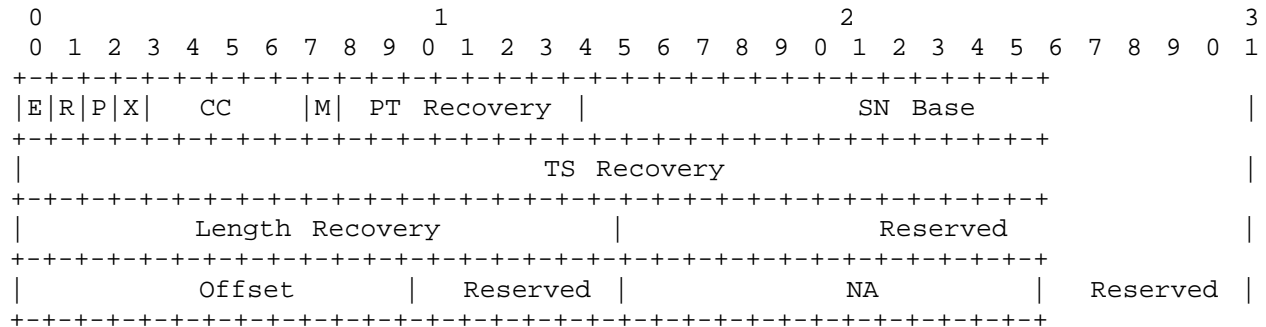 0 1 2 3
0 1 2 3 4 5 6 7 8 9 0 1 2 3 4 5 6 7 8 9 0 1 2 3 4 5 6 7 8 9 0 1
+-+-+-+-+-+-+-+-+-+-+-+-+-+-+-+-+-+-+-+-+-+-+-+-+-+-+-+-+-+-+-+-+
|E|R|P|X| CC |M| PT Recovery | SN Base |
+-+-+-+-+-+-+-+-+-+-+-+-+-+-+-+-+-+-+-+-+-+-+-+-+-+-+-+-+-+-+-+-+
| TS Recovery |
+-+-+-+-+-+-+-+-+-+-+-+-+-+-+-+-+-+-+-+-+-+-+-+-+-+-+-+-+-+-+-+-+
| Length Recovery | Reserved |
+-+-+-+-+-+-+-+-+-+-+-+-+-+-+-+-+-+-+-+-+-+-+-+-+-+-+-+-+-+-+-+-+
| Offset | Reserved | NA | Reserved |
+-+-+-+-+-+-+-+-+-+-+-+-+-+-+-+-+-+-+-+-+-+-+-+-+-+-+-+-+-+-+-+-+